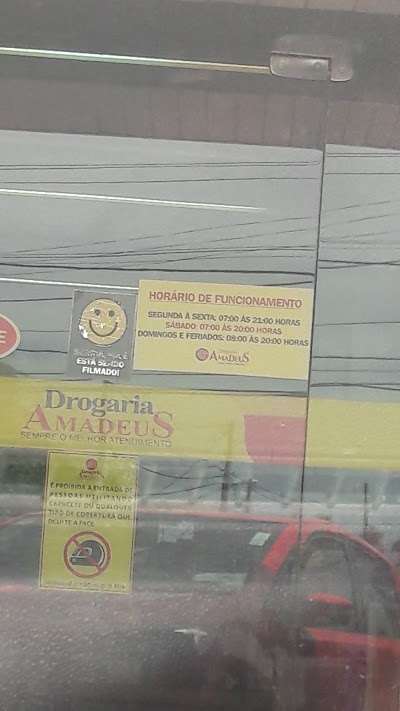 HORÁRIO DE FUNCIONAMENTO
SEGUNDA À SEXTA: 07:00 ÀS 21:00 HORAS
SÁBADO: 07:00 ÀS 20:00 HORAS
DOMINGOS E FERIADOS: 08:00 ÀS 20:00 HORAS
AMADEUS
ESTÁ SENDO
FILMADO!
Drogaria
AMADEUS
SEMPRE O MELHOR ATENDIMENTO
É PROIBIDA A ENTRADA DE
PESSOAS UTILIZANDO
CAPACETE OU QUALQUER
TIPO DE COBERTURA QUE
OCULTE A FACE.